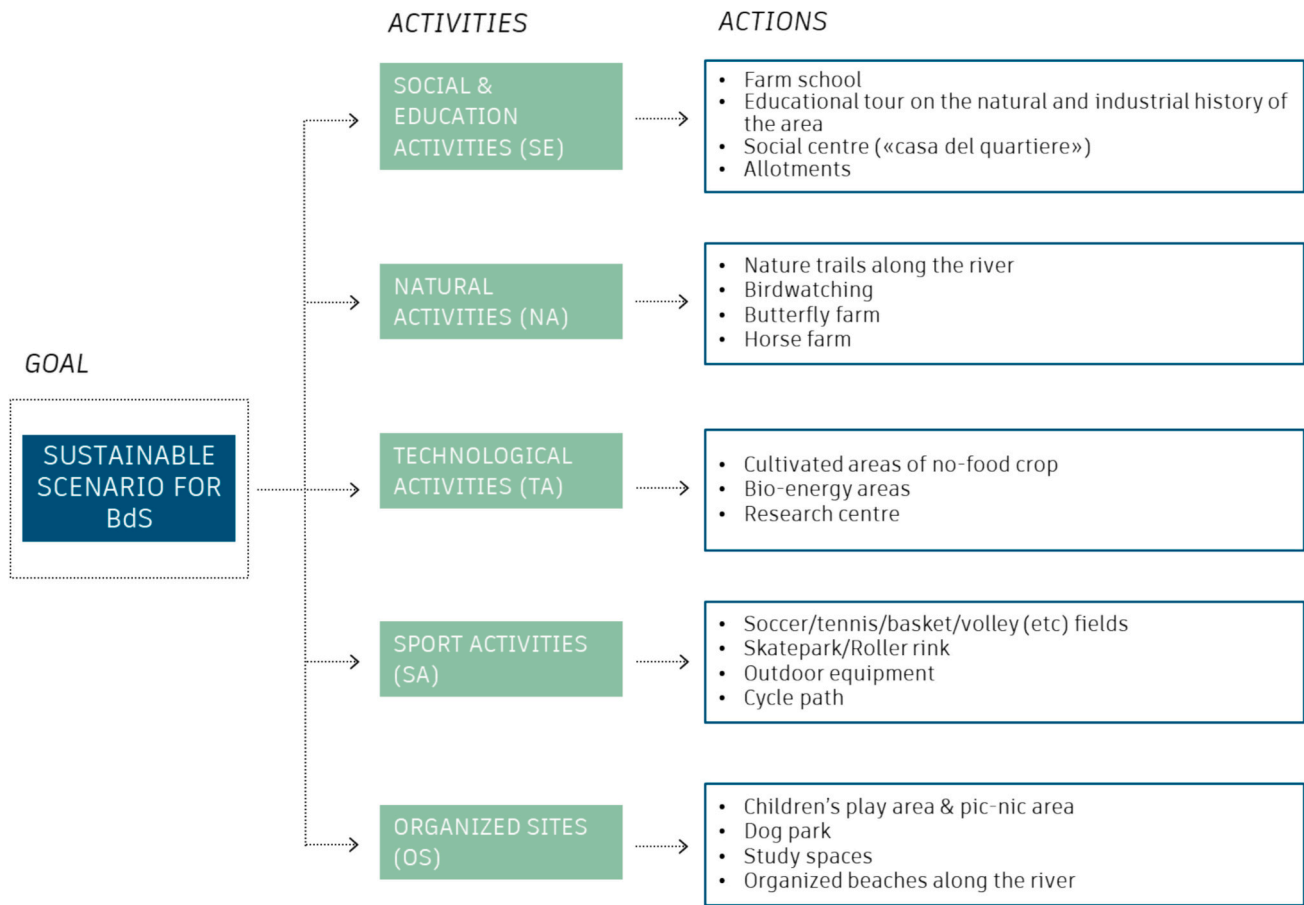 ACTIVITIES
ACTIONS
SOCIAL &
EDUCATION
ACTIVITIES (SE)
• Farm school
• Educational tour on the natural and industrial history of
the area
• Social centre («casa del quartiere»)
• Allotments
NATURAL
ACTIVITIES (NA)
• Nature trails along the river
• Birdwatching
• Butterfly farm
• Horse farm
GOAL
SUSTAINABLE
SCENARIO FOR
BdS
TECHNOLOGICAL
ACTIVITIES (TA)
• Cultivated areas of no-food crop
• Bio-energy areas
• Research centre
SPORT ACTIVITIES
(SA)
• Soccer/tennis/basket/volley (etc) fields
• Skatepark/Roller rink
• Outdoor equipment
• Cycle path
ORGANIZED SITES
(OS)
• Children's play area & pic-nic area
• Dog park
• Study spaces
• Organized beaches along the river